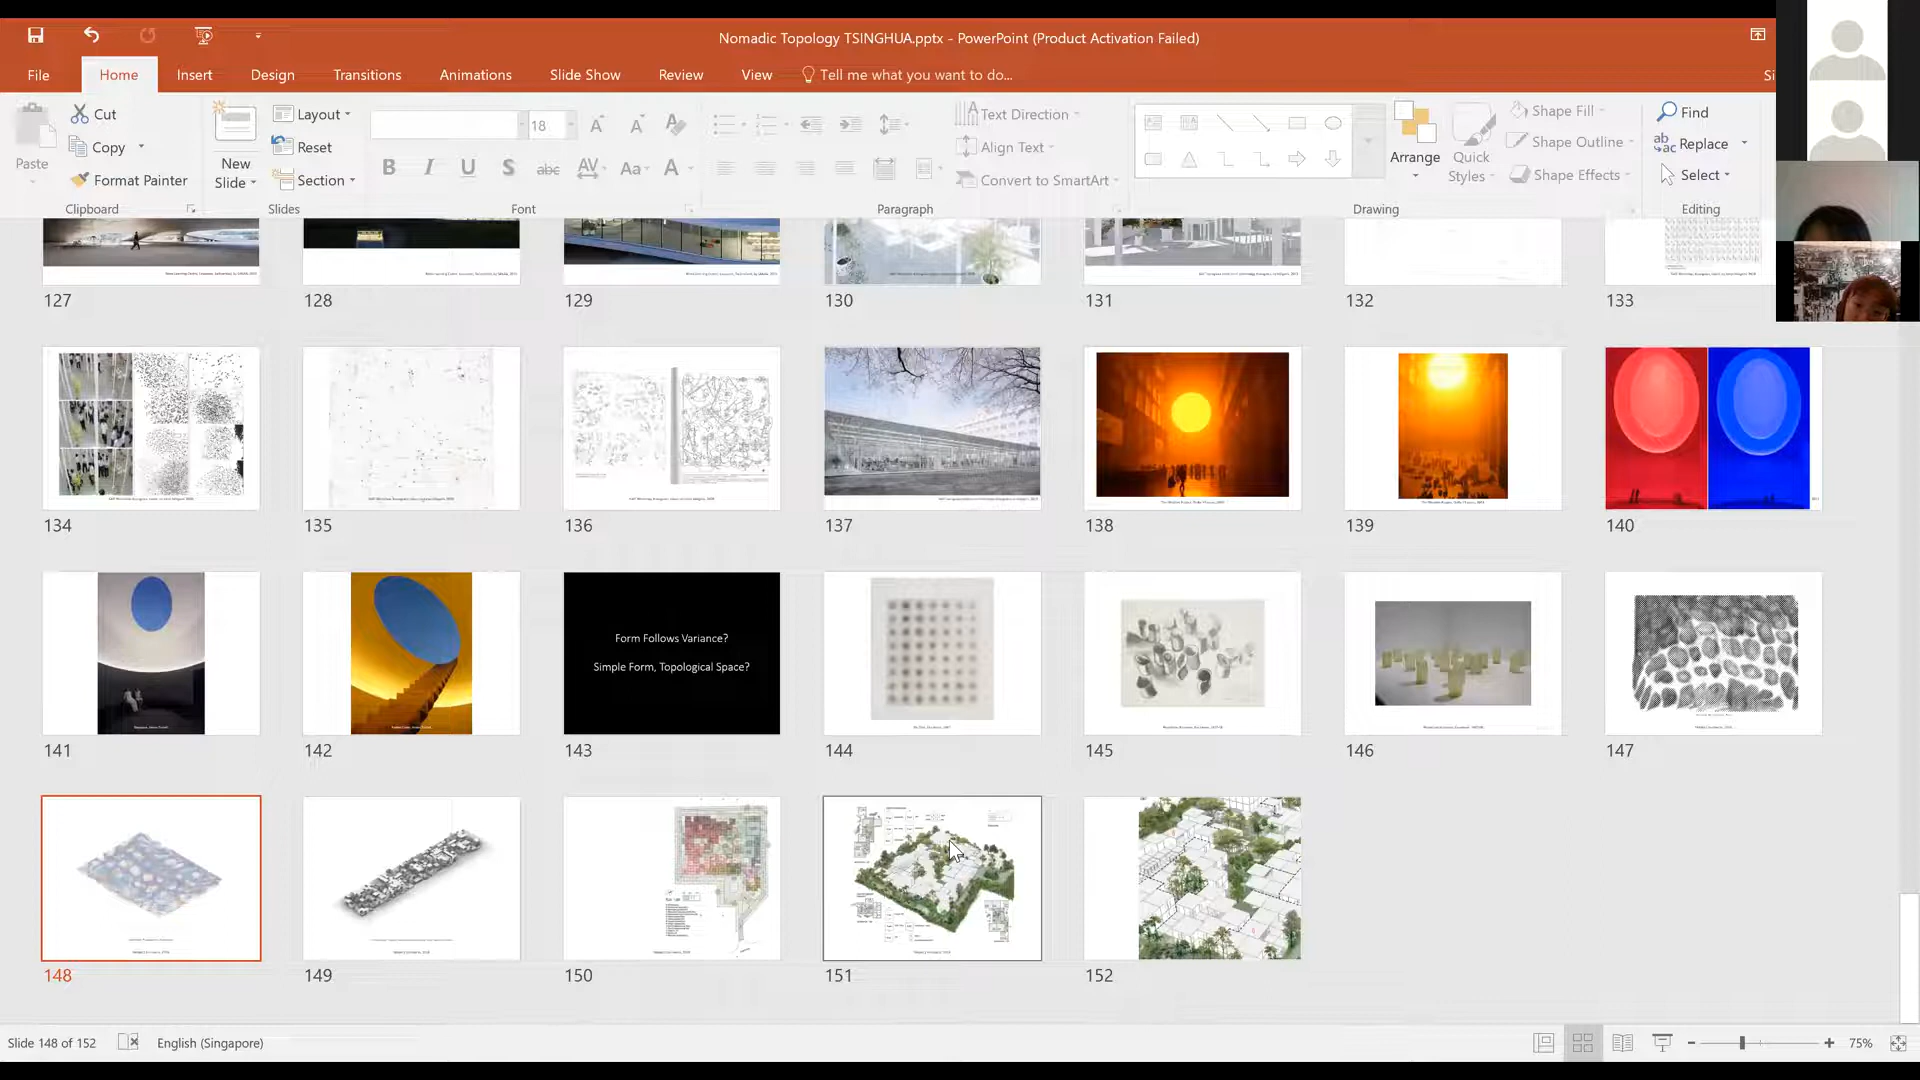 Nomadic Topology TSINGHUA.pptx - PowerPoint (Product Activation Failed)
File
Home
Insert
Design
Transitions
Animations
Slide Show
Review
View
Tell me what you want to do...
Si
Paste
Cut
Copy
Format Painter
Clipboard
New
Slide
Layout
Reset
Section
Slides
18
B I U S abc AV Aa A
Font
Text Direction
Align Text
Convert to SmartArt
Paragraph
Arrange
Quick
Styles
Shape Fill
Shape Outline
Shape Effects
Drawing
Find
Replace
Select
Editing
127
128
129
130
131
132
133
134
135
136
137
138
139
140
Form Follows Variance?
Simple Form, Topological Space?
141
142
143
144
145
146
147
148
149
150
151
152
Slide 148 of 152
English (Singapore)
75%